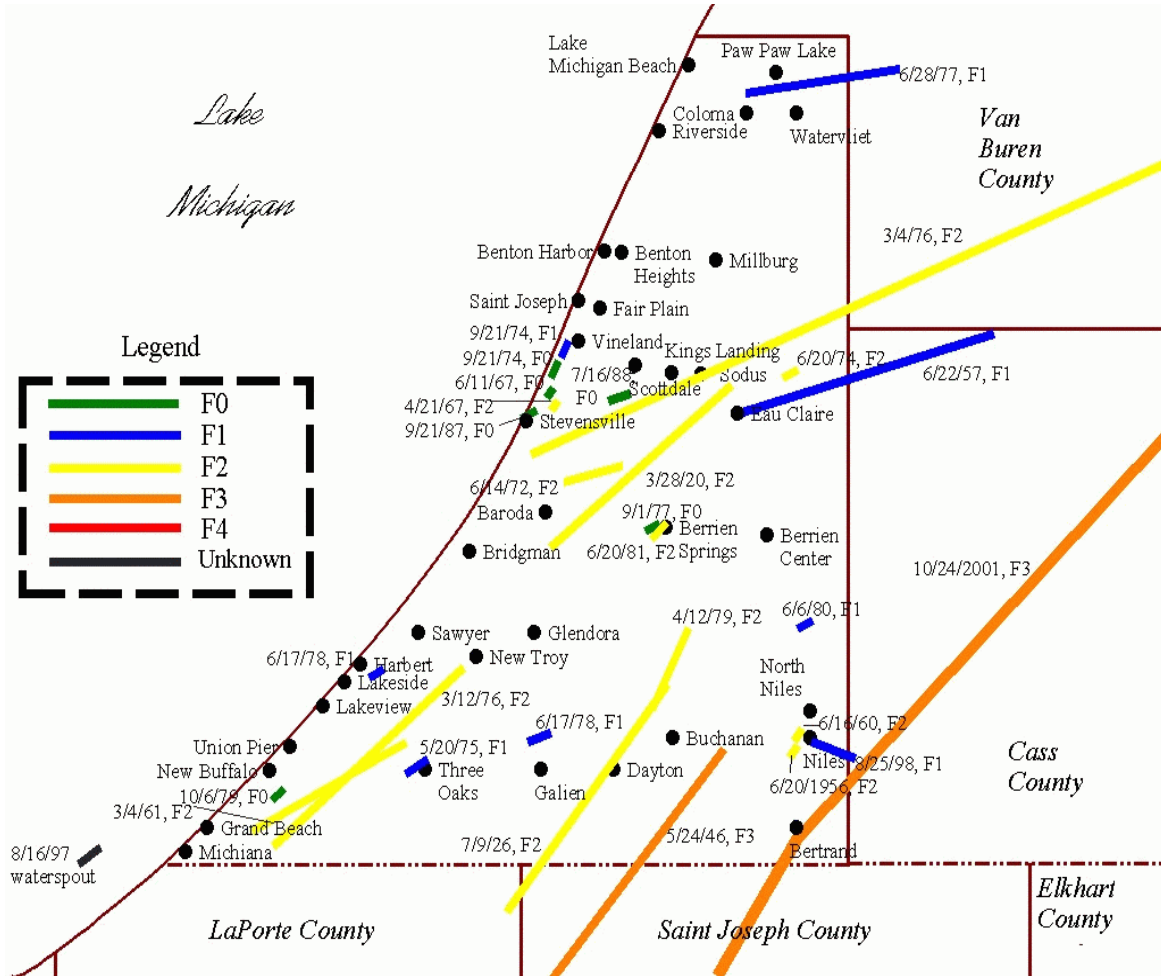 Lake
Michigan Beach
Paw Paw Lake
6/28/77, F1
Lake
Michigan
Coloma
Riverside
Watervliet
Van
Buren
County
3/4/76, F2
Benton Harbor
Benton
Heights
Millburg
Saint Joseph
Fair Plain
9/21/74, F1
Vineland
9/21/74, F0
Kings Landing
6/20/74, F2
6/11/67, F0
7/16/88,
F0
Scottdale
Sodus
6/22/57, F1
4/21/67, F2
9/21/87, F0
Stevensville
Eau Claire
Legend
F0
F1
F2
F3
F4
Unknown
6/14/72, F2
3/28/20, F2
Baroda
9/1/77, F0
Bridgman
Berrien
Springs
6/20/81, F2
Berrien
Center
10/24/2001, F3
4/12/79, F2
6/6/80, F1
Sawyer
Glendora
New Troy
6/17/78, F1
Harbert
Lakeside
Lakeview
3/12/76, F2
North
Niles
6/17/78, F1
6/16/60, F2
Union Pier
5/20/75, F1
Buchanan
Niles
8/25/98, F1
New Buffalo
Three
Oaks
Galien
Dayton
6/20/1956, F2
Cass
County
10/6/79, F0
3/4/61, F2
Grand Beach
7/9/26, F2
5/24/46, F3
Bertrand
Michiana
8/16/97
waterspout
LaPorte County
Saint Joseph County
Elkhart
County